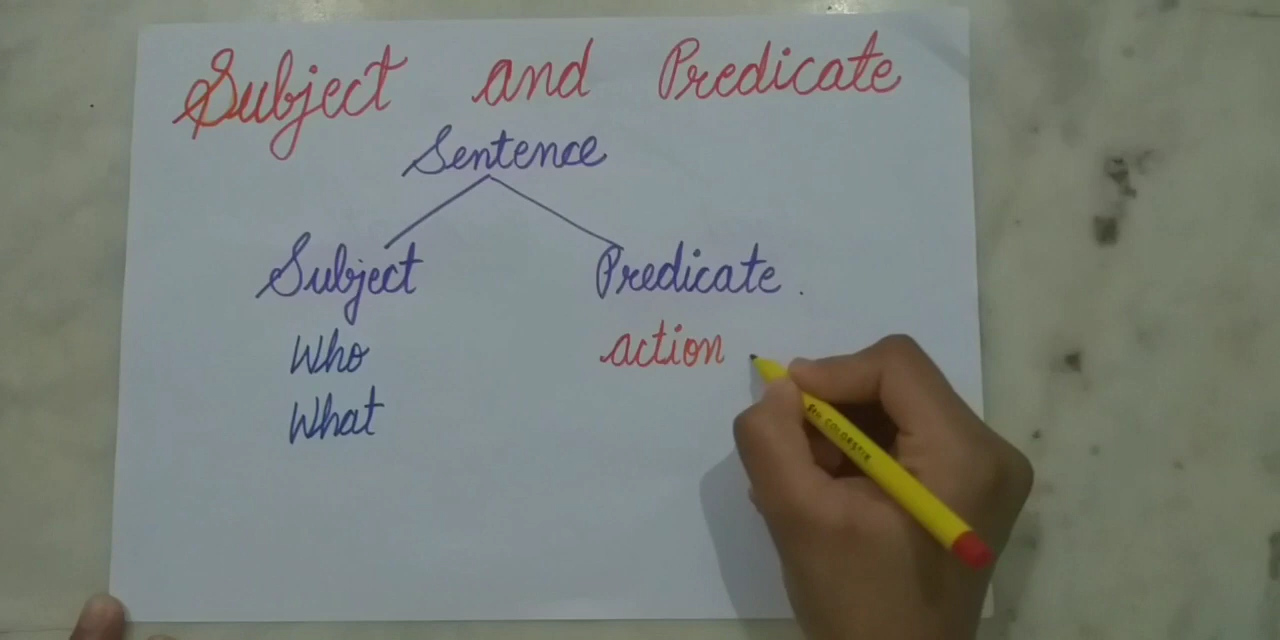 Subject and Predicate
Sentence
Subject Predicate.
Who action
What